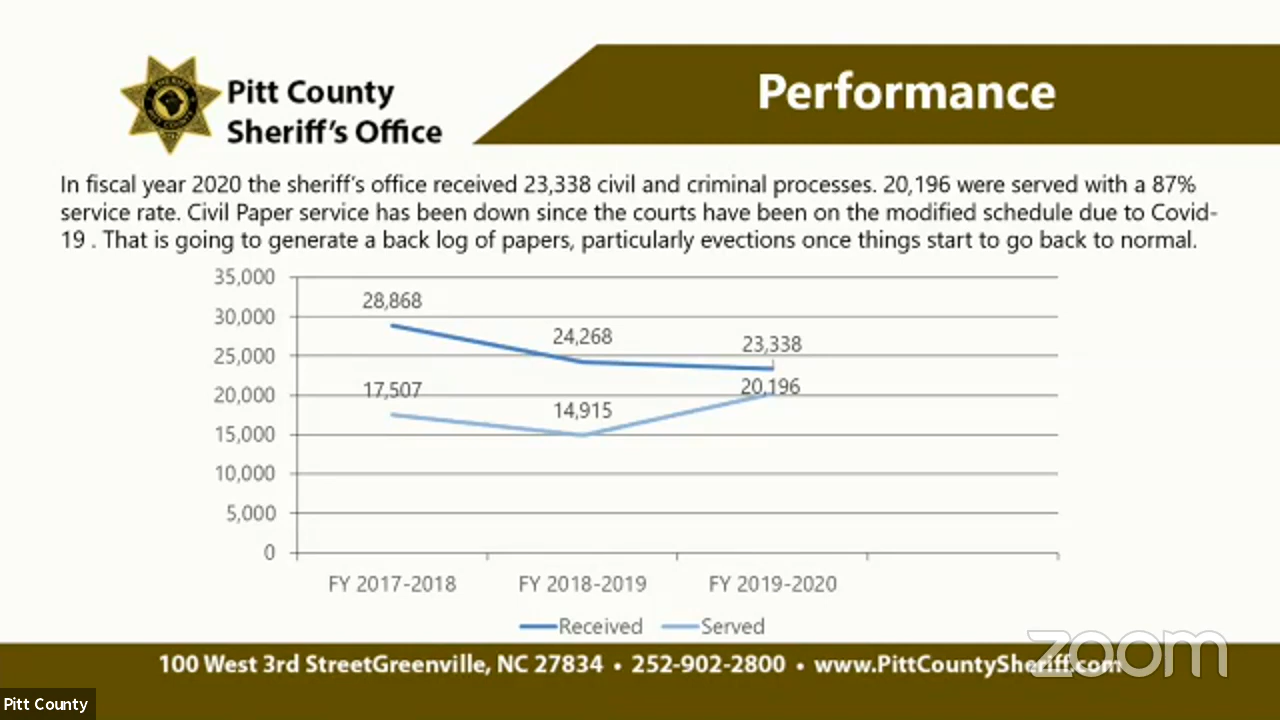 Pitt County
Sheriff's Office
Performance
In fiscal year 2020 the sheriff's office received 23,338 civil and criminal processes. 20,196 were served with a 87%
service rate. Civil Paper service has been down since the courts have been on the modified schedule due to Covid-
19 . That is going to generate a back log of papers, particularly evections once things start to go back to normal.
35,000
30,000
25,000
20,000
15,000
10,000
5,000
0
28,868
24,268
23,338
17,507
14,915
20,196
FY 2017-2018
FY 2018-2019
FY 2019-2020
Received
Served
100 West 3rd StreetGreenville, NC 27834 • 252-902-2800 • www.PittCountySheriff.com
zoom
Pitt County